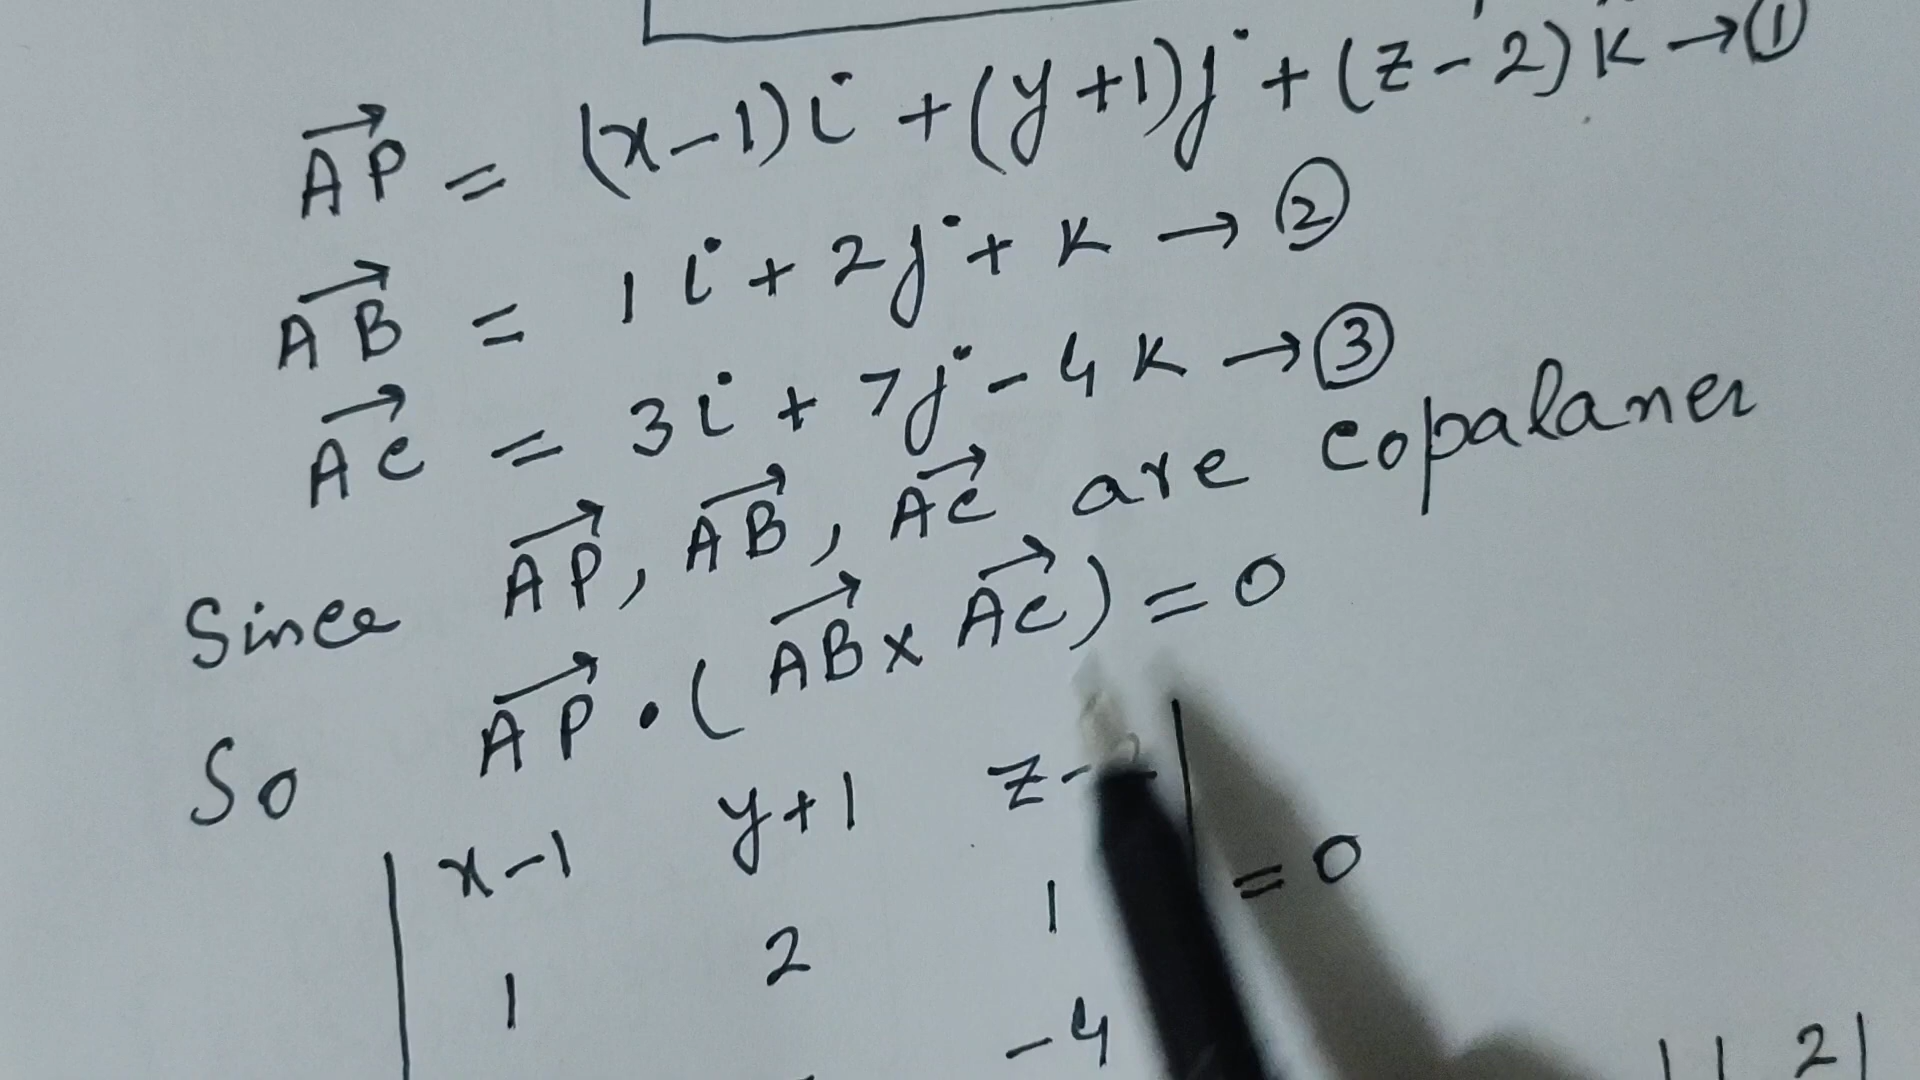 AP = (x-1)i + (y+1)j + (z-2)k → ①
AB = 1i + 2j + k → ②
AC = 3i + 7j - 4k → ③
Since AP, AB, AC are copalaner
So AP • (AB x AC) = 0
| x-1 y+1 z- |
1 2 1 = 0
-4
| | 2 |